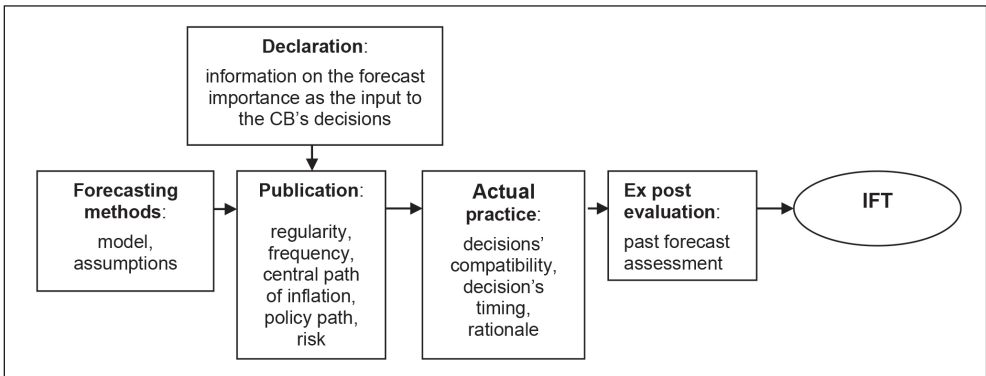 Declaration:
information on the forecast
importance as the input to
the CB's decisions
Forecasting
methods:
model,
assumptions
Publication:
regularity,
frequency,
central path
of inflation,
policy path,
risk
Actual
practice:
decisions'
compatibility,
decision's
timing,
rationale
Ex post
evaluation:
past forecast
assessment
IFT